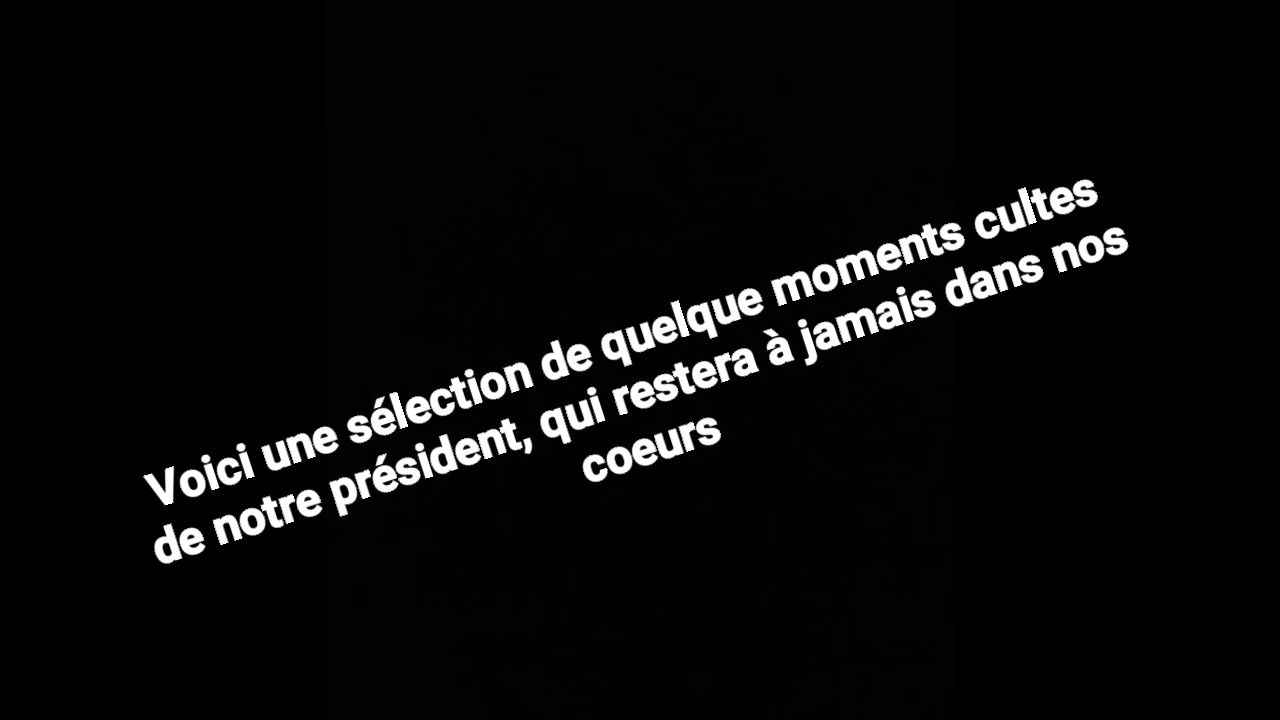 Voici une sélection de quelque moments cultes
de notre président, qui restera à jamais dans nos
coeurs